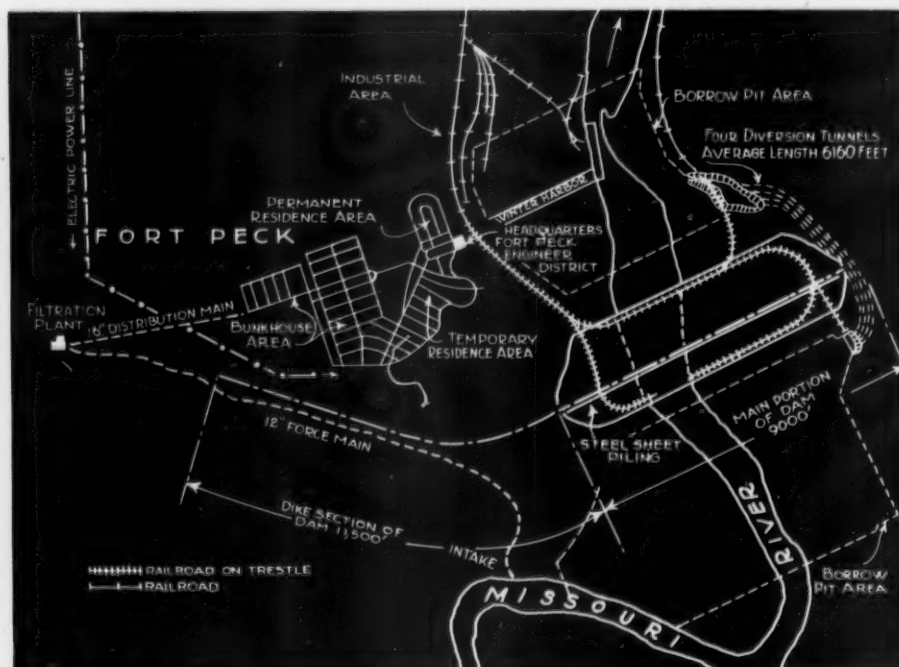 INDUSTRIAL
AREA
BORROW PIT AREA
FOUR DIVERSION TUNNELS
AVERAGE LENGTH 6160 FEET
ELECTRIC POWER LINE
PERMANENT
RESIDENCE AREA
WINTER HARBOR
FORT PECK
HEADQUARTERS
FORT PECK
ENGINEER
DISTRICT
FILTRATION
PLANT
16" DISTRIBUTION MAIN
BUNKHOUSE
AREA
TEMPORARY
RESIDENCE AREA
MAIN PORTION
OF DAM
9000'
12" FORCE MAIN
STEEL SHEET
PILING
DIKE SECTION OF
DAM 13500'
INTAKE
RAILROAD ON TRESTLE
RAILROAD
MISSOURI
RIVER
BORROW
PIT AREA